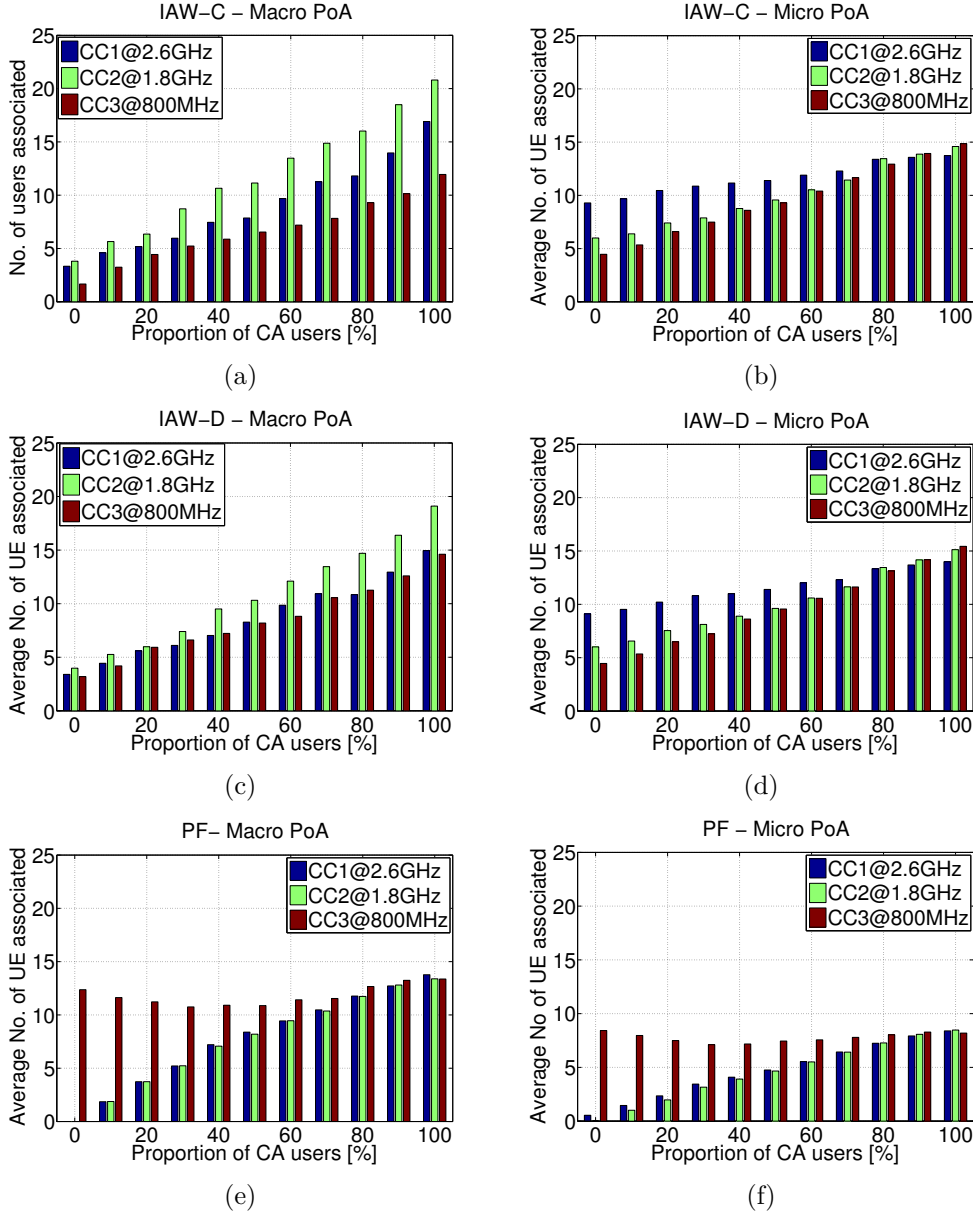 IAW-C - Macro PoA
No. of users associated
25
20
15
10
5
0
CC1@2.6GHz
CC2@1.8GHz
CC3@800MHz
0 20 40 60 80 100
Proportion of CA users [%]
(a)
IAW-C - Micro PoA
Average No. of UE associated
25
20
15
10
5
0
CC1@2.6GHz
CC2@1.8GHz
CC3@800MHz
0 20 40 60 80 100
Proportion of CA users [%]
(b)
IAW-D - Macro PoA
Average No. of UE associated
25
20
15
10
5
0
CC1@2.6GHz
CC2@1.8GHz
CC3@800MHz
0 20 40 60 80 100
Proportion of CA users [%]
(c)
IAW-D - Micro PoA
Average No. of UE associated
25
20
15
10
5
0
CC1@2.6GHz
CC2@1.8GHz
CC3@800MHz
0 20 40 60 80 100
Proportion of CA users [%]
(d)
PF- Macro PoA
Average No. of UE associated
25
20
15
10
5
0
CC1@2.6GHz
CC2@1.8GHz
CC3@800MHz
0 20 40 60 80 100
Proportion of CA users [%]
(e)
PF - Micro PoA
Average No of UE associated
25
20
15
10
5
0
CC1@2.6GHz
CC2@1.8GHz
CC3@800MHz
0 20 40 60 80 100
Proportion of CA users [%]
(f)